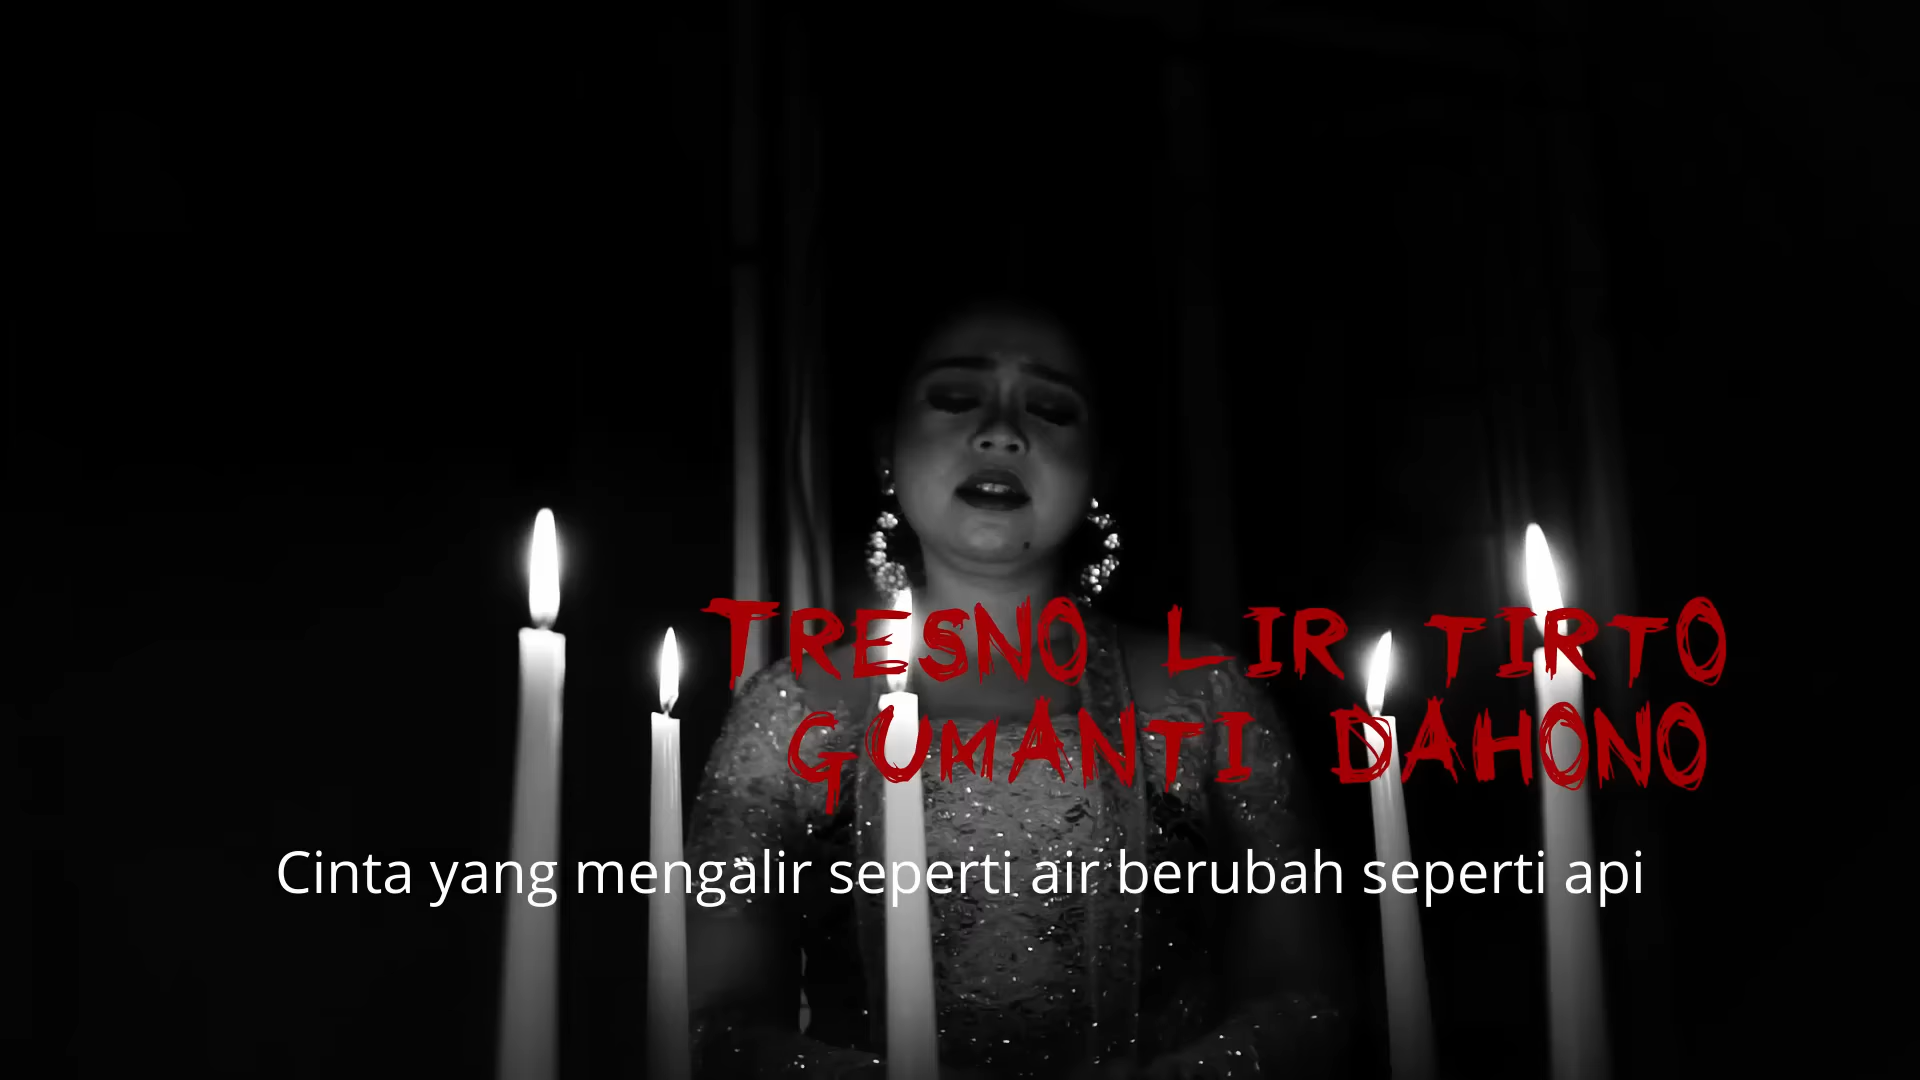 TRESNO LIR TIRTO
GUMANTI DAHONO
Cinta yang mengalir seperti air berubah seperti api